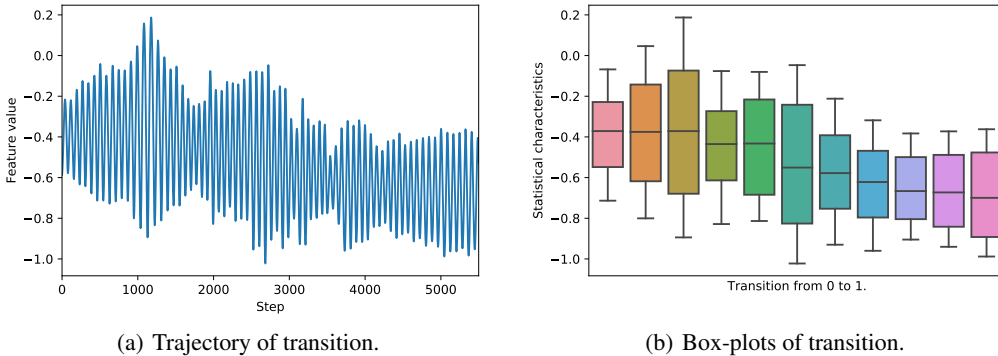 0.2
0.0
−0.2
−0.4
−0.6
−0.8
−1.0
Feature value
0 1000 2000 3000 4000 5000
Step
(a) Trajectory of transition.
0.2
0.0
−0.2
−0.4
−0.6
−0.8
−1.0
Statistical characteristics
Transition from 0 to 1.
(b) Box-plots of transition.